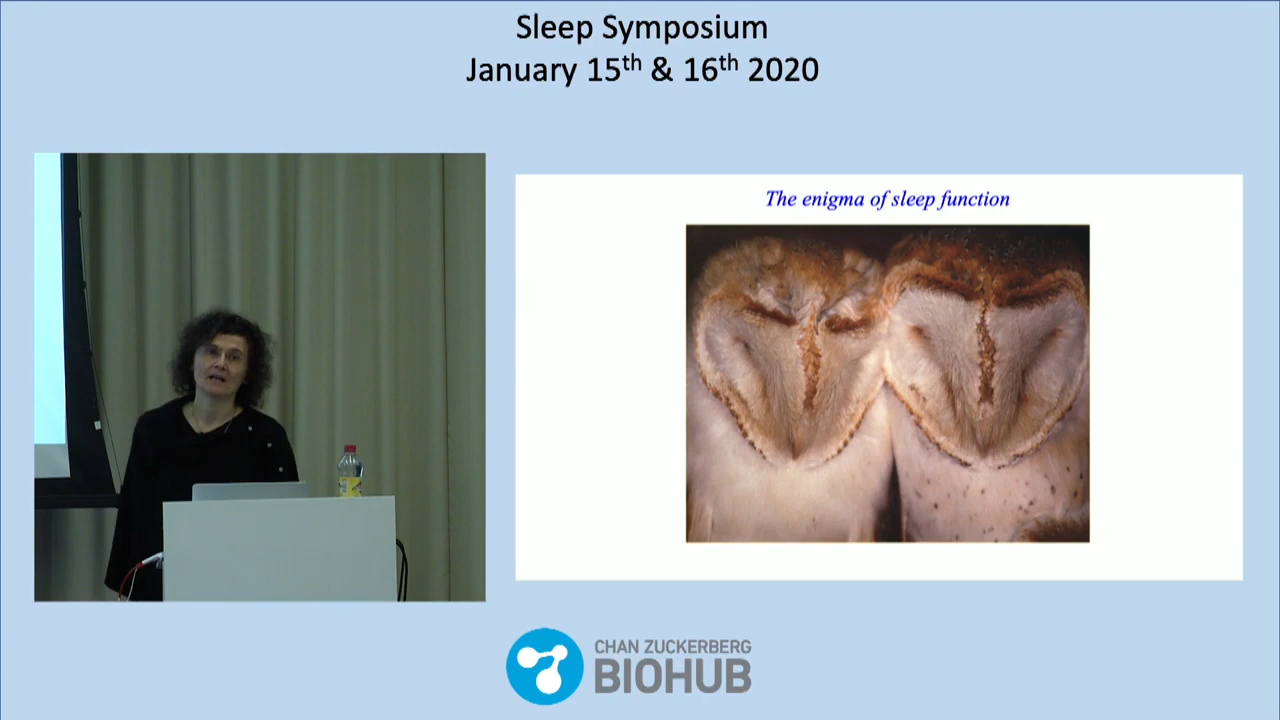 Sleep Symposium
January 15th & 16th 2020
The enigma of sleep function
CHAN ZUCKERBERG
BIOHUB